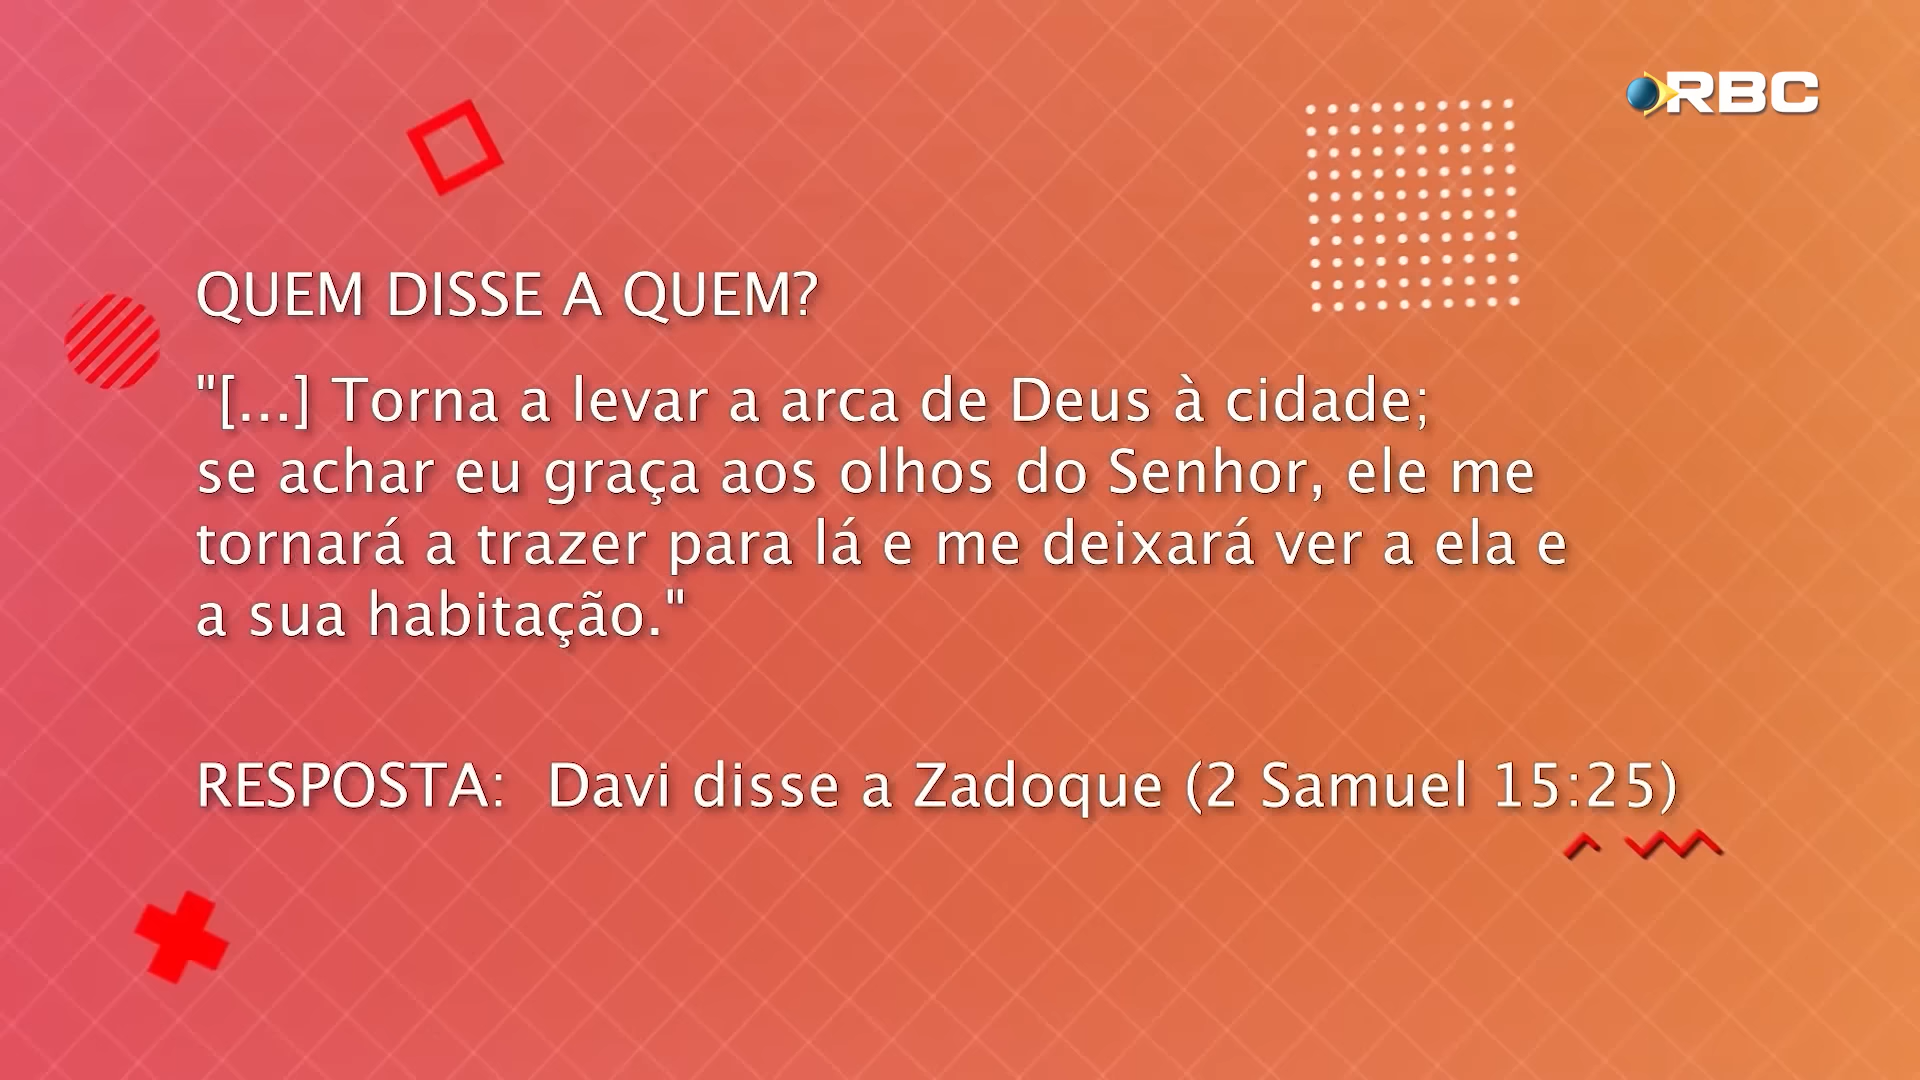 RBC
QUEM DISSE A QUEM?
"[...] Torna a levar a arca de Deus à cidade;
se achar eu graça aos olhos do Senhor, ele me
tornará a trazer para lá e me deixará ver a ela e
a sua habitação."
RESPOSTA:  Davi disse a Zadoque (2 Samuel 15:25)